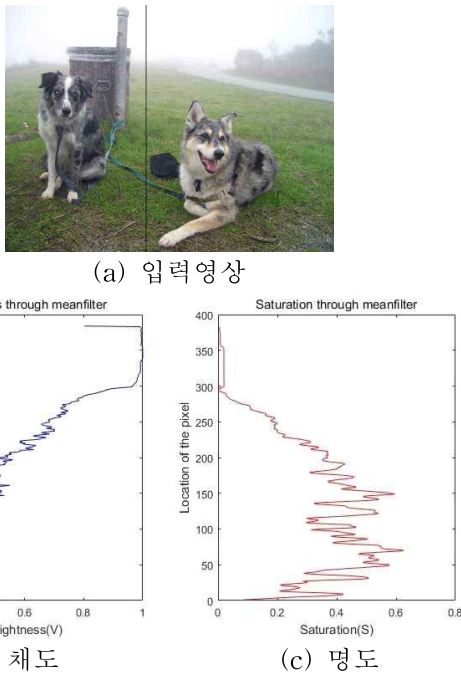 (a) 입력영상
s through meanfilter
0.6 0.8 1
ightness(V)
채도
Saturation through meanfilter
400
350
300
250
200
150
100
50
0
Location of the pixel
0 0.2 0.4 0.6 0.8
Saturation(S)
(c) 명도